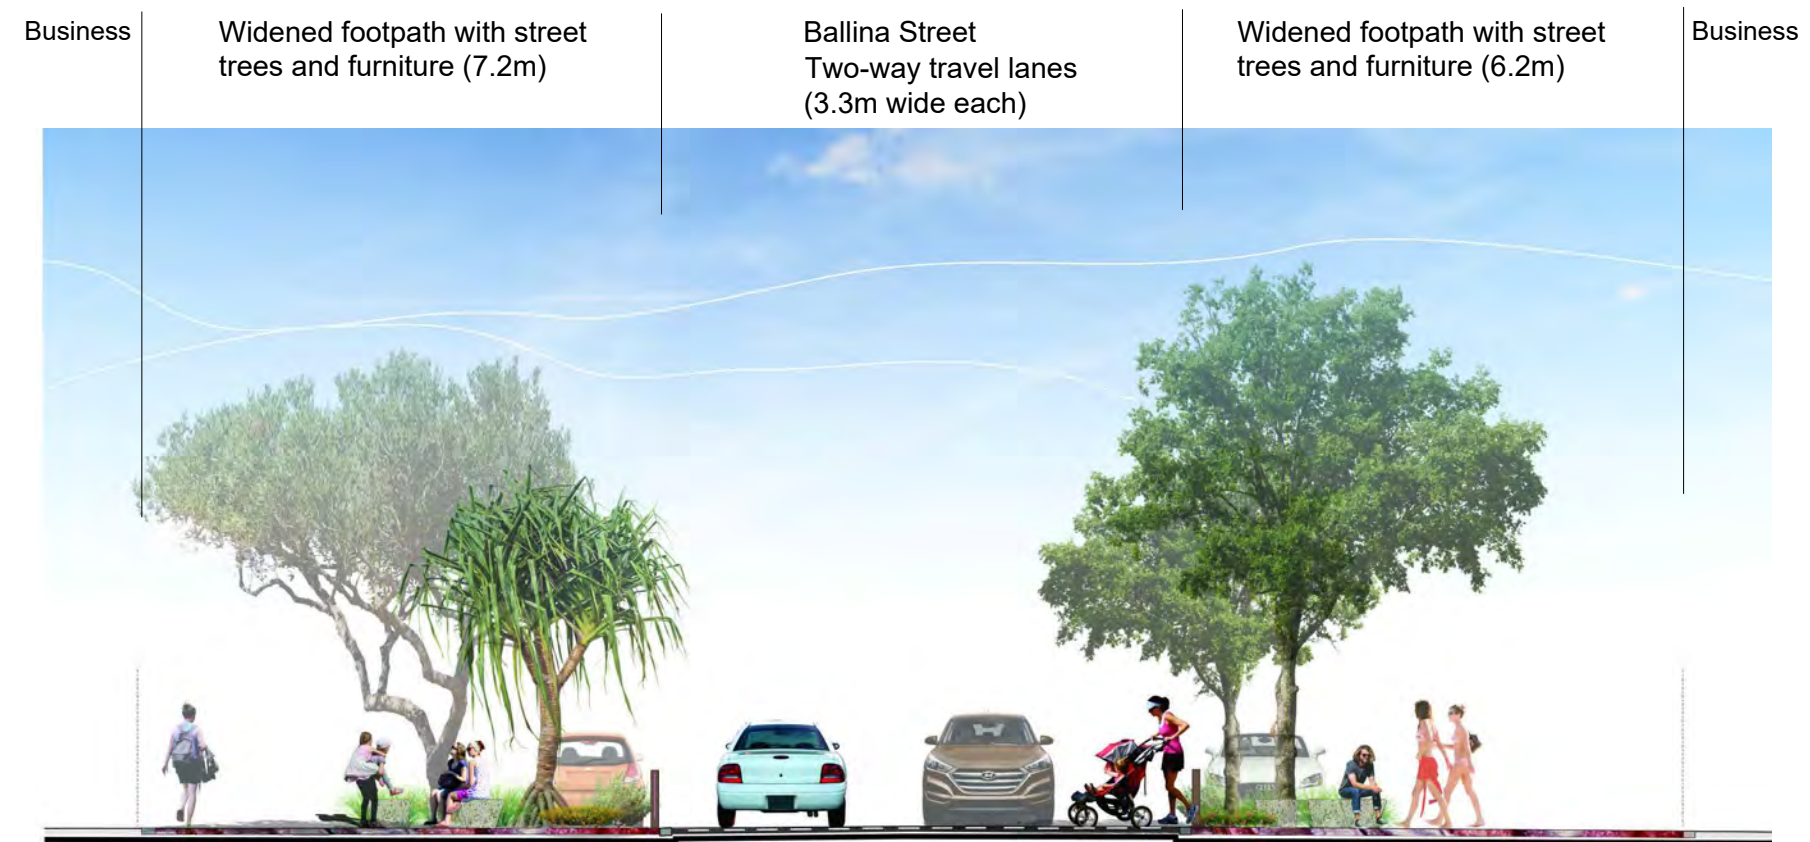 Business
Widened footpath with street
trees and furniture (7.2m)
Ballina Street
Two-way travel lanes
(3.3m wide each)
Widened footpath with street
trees and furniture (6.2m)
Business